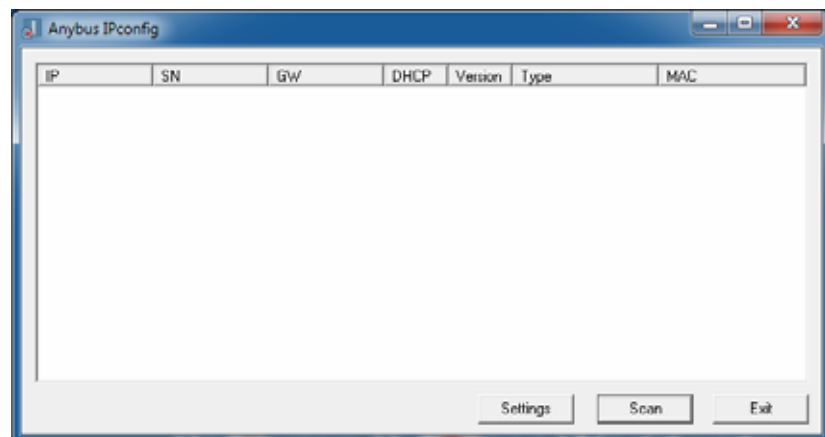 Anybus IPconfig
IP SN GW DHCP Version Type MAC
Settings Scan Exit